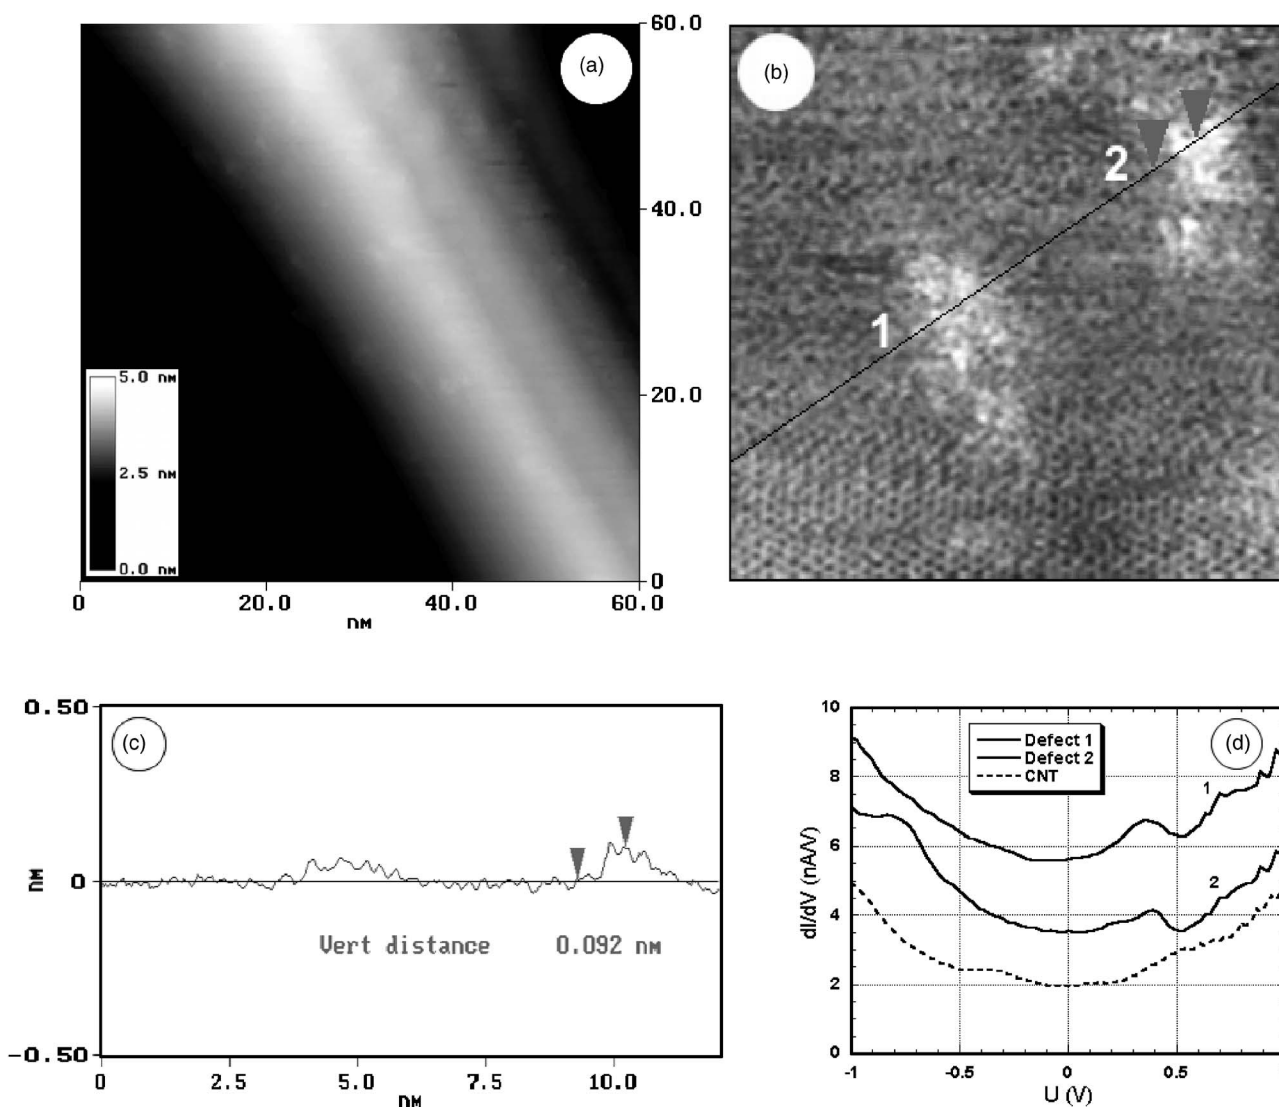 (a)
60.0
40.0
20.0
0
5.0 nm
2.5 nm
0.0 nm
0 20.0 40.0 60.0
nm
(b)
2
1
(c)
0.50
0
-0.50
nm
Vert distance 0.092 nm
0 2.5 5.0 7.5 10.0
nm
(d)
Defect 1
Defect 2
CNT
1
2
10
8
6
4
2
0
dI/dV (nA/V)
-1 -0.5 0 0.5
U (V)